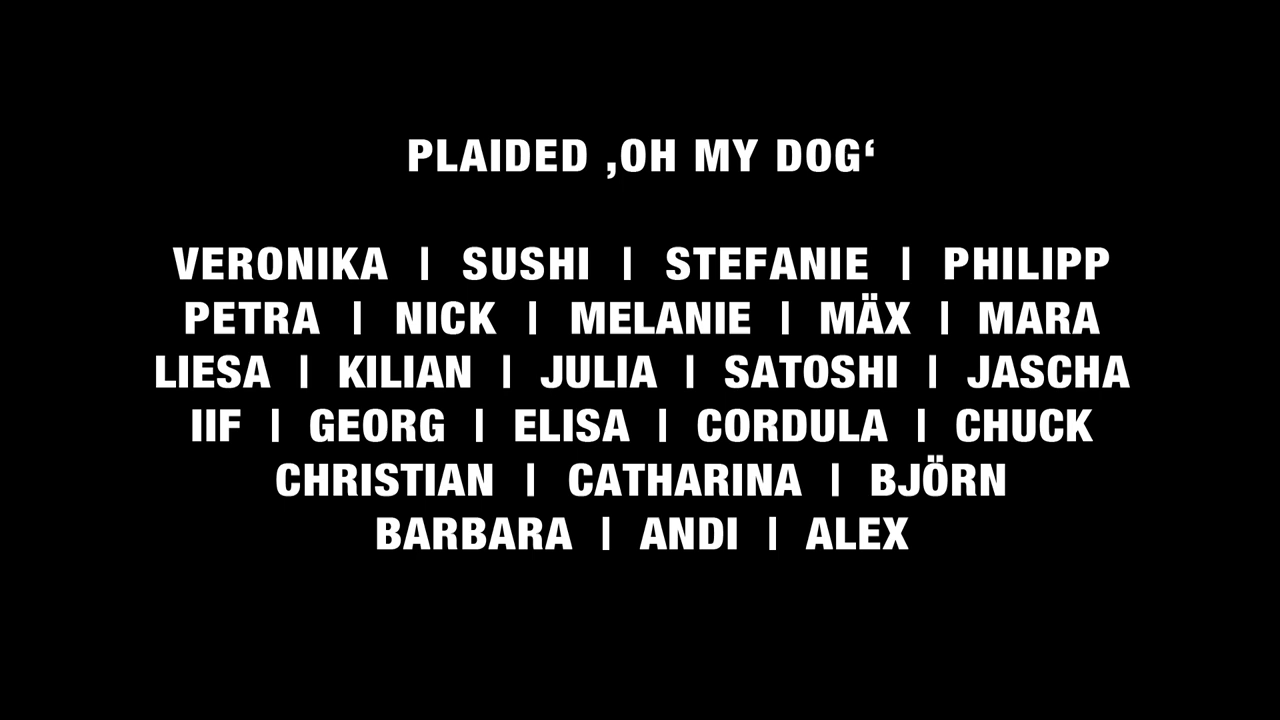 PLAIDED ‚OH MY DOG‘
VERONIKA | SUSHI | STEFANIE | PHILIPP
PETRA | NICK | MELANIE | MÄX | MARA
LIESA | KILIAN | JULIA | SATOSHI | JASCHA
IIF | GEORG | ELISA | CORDULA | CHUCK
CHRISTIAN | CATHARINA | BJÖRN
BARBARA | ANDI | ALEX